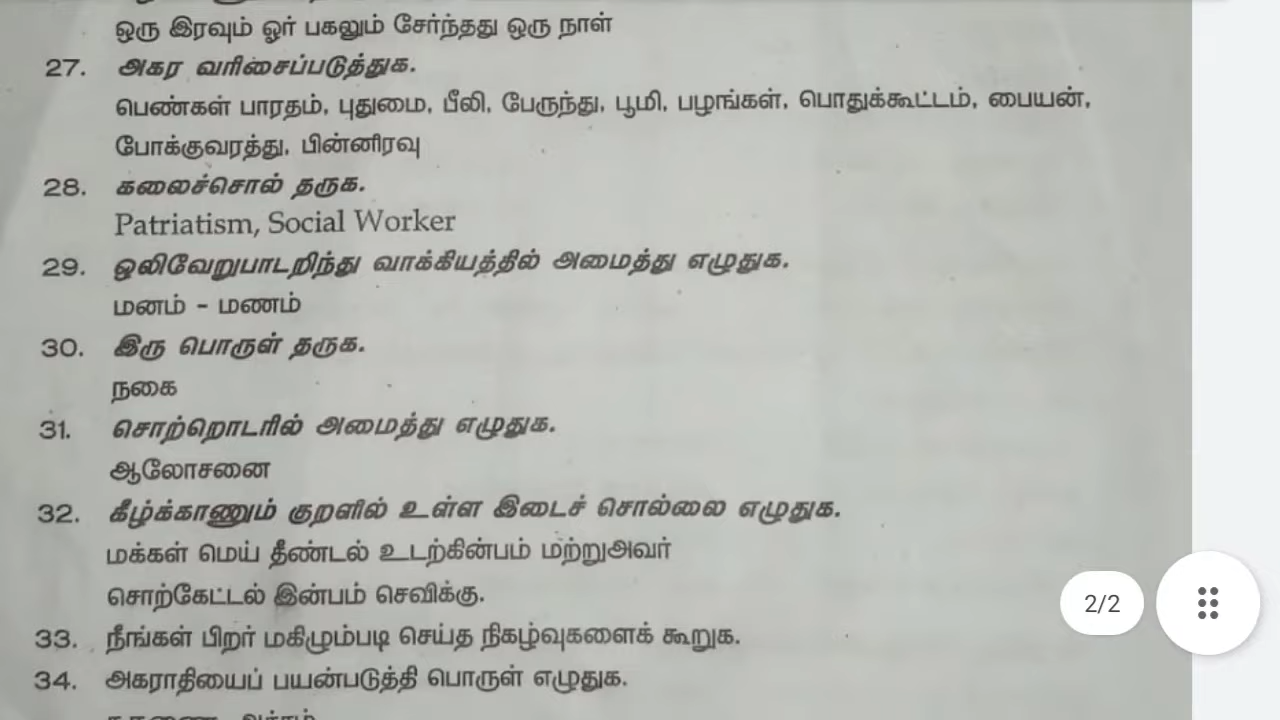 ஒரு இரவும் ஓர் பகலும் சேர்ந்தது ஒரு நாள்
27. அகர வரிசைப்படுத்துக.
பெண்கள் பாரதம், புதுமை, பீலி, பேருந்து, பூமி, பழங்கள், பொதுக்கூட்டம், பையன்,
போக்குவரத்து, பின்னிரவு
28. கலைச்சொல் தருக.
Patriatism, Social Worker
29. ஒலிவேறுபாடறிந்து வாக்கியத்தில் அமைத்து எழுதுக.
மனம் - மணம்
30. இரு பொருள் தருக.
நகை
31. சொற்றொடரில் அமைத்து எழுதுக.
ஆலோசனை
32. கீழ்க்காணும் குறளில் உள்ள இடைச் சொல்லை எழுதுக.
மக்கள் மெய் தீண்டல் உடற்கின்பம் மற்றுஅவர்
சொற்கேட்டல் இன்பம் செவிக்கு.
2/2
33. நீங்கள் பிறர் மகிழும்படி செய்த நிகழ்வுகளைக் கூறுக.
34. அகராதியைப் பயன்படுத்தி பொருள் எழுதுக.